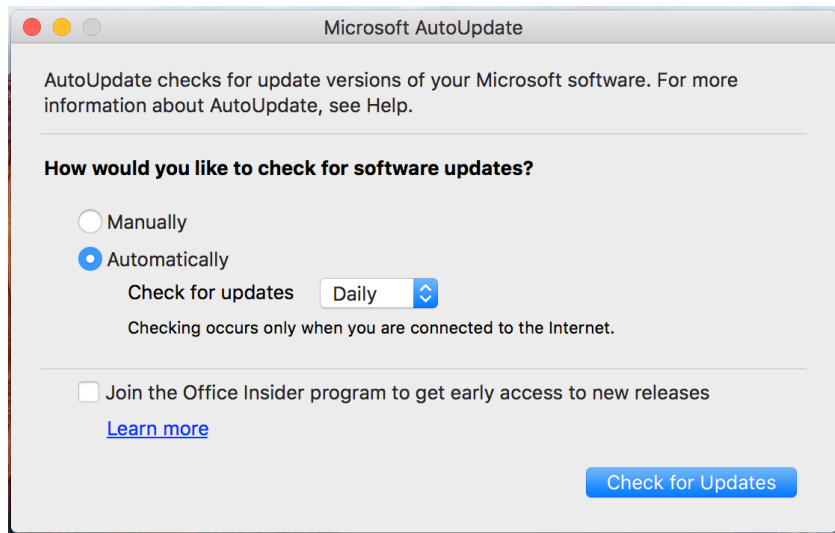 Microsoft AutoUpdate
AutoUpdate checks for update versions of your Microsoft software. For more
information about AutoUpdate, see Help.
How would you like to check for software updates?
Manually
Automatically
Check for updates Daily
Checking occurs only when you are connected to the Internet.
Join the Office Insider program to get early access to new releases
Learn more
Check for Updates